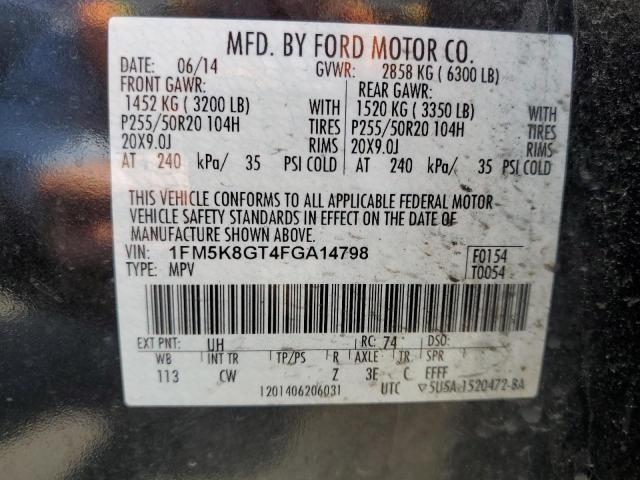 MFD. BY FORD MOTOR CO.
DATE: 06/14 GVWR: 2858 KG ( 6300 LB)
FRONT GAWR: REAR GAWR:
1452 KG ( 3200 LB) WITH 1520 KG ( 3350 LB) WITH
P255/50R20 104H TIRES P255/50R20 104H TIRES
20X9.0J RIMS 20X9.0J RIMS
AT 240 kPa/ 35 PSI COLD AT 240 kPa/ 35 PSI COLD
THIS VEHICLE CONFORMS TO ALL APPLICABLE FEDERAL MOTOR
VEHICLE SAFETY STANDARDS IN EFFECT ON THE DATE OF
MANUFACTURE SHOWN ABOVE.
VIN: 1FM5K8GT4FGA14798 F0154
TYPE: MPV T0054
EXT PNT: UH RC: 74 DSO:
WB INT TR TP/PS R AXLE TR SPR
113 CW Z 3E C EFFF
1201406206031 UTC ▽5U5A-1520472-BA